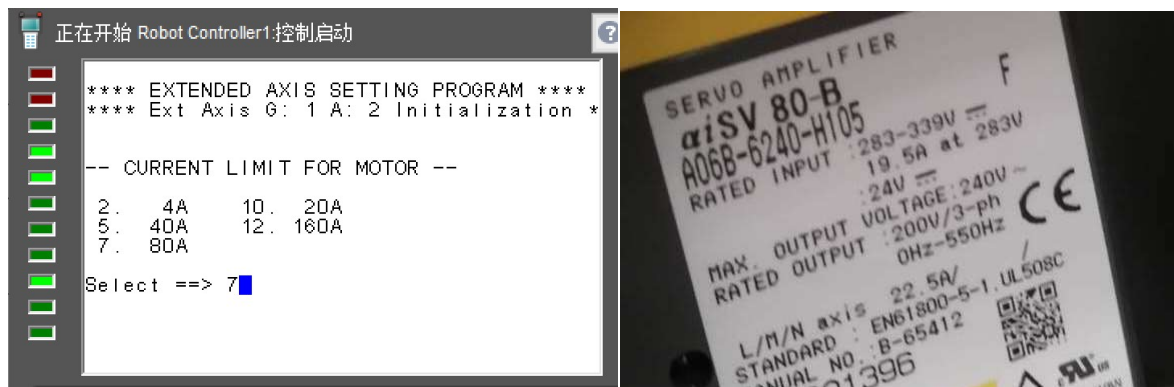 正在开始 Robot Controller1:控制启动
?
**** EXTENDED AXIS SETTING PROGRAM ****
**** Ext Axis G: 1 A: 2 Initialization *
-- CURRENT LIMIT FOR MOTOR --
2. 4A 10. 20A
5. 40A 12. 160A
7. 80A
Select ==> 7
SERVO AMPLIFIER
αiSV 80-B F
A06B-6240-H105
RATED INPUT :283-339V
19.5A at 283V
:24V
MAX. OUTPUT VOLTAGE:240V~
RATED OUTPUT :200V/3-ph
0Hz-550Hz
CE
L/M/N axis 22.5A/ /
STANDARD : EN61800-5-1.UL508C
MANUAL NO.:B-65412
1396